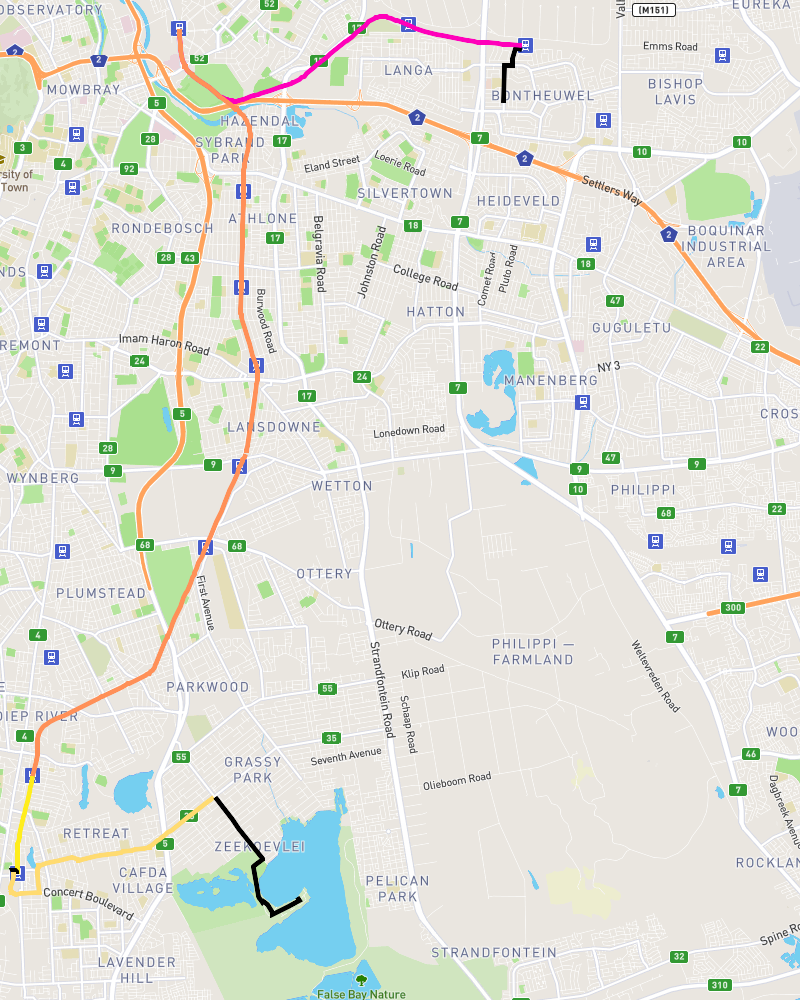 OBSERVATORY
52
EUREKA
(M151)
2
17
52
17
Emms Road
2
LANGA
MOWBRAY
BISHOP
LAVIS
5
BONTHEUWEL
2
HAZENDAL
28
SYBRAND
PARK
17
7
3
4
92
10
10
2
Eland Street
Loerie Road
rsity of
Town
SILVERTOWN
Settlers Way
HEIDEVELD
ATHLONE
RONDEBOSCH
18
7
2
BOQUINAR
INDUSTRIAL
AREA
17
Belgravia Road
Johnston Road
28
43
College Road
Comet Road
Pluto Road
18
NDS
Burwood Road
HATTON
47
GUGULETU
REMONT
Imam Haron Road
22
24
24
NY 3
MANENBERG
17
7
5
CROS
LANSDOWNE
Lonedown Road
28
9
9
47
9
9
WYNBERG
WETTON
10
PHILIPPI
68
22
68
68
OTTERY
First Avenue
PLUMSTEAD
300
4
Ottery Road
7
PHILIPPI —
FARMLAND
Strandfontein Road
Klip Road
Weltevreden Road
PARKWOOD
55
Schaap Road
DIEP RIVER
4
35
WOO
55
Seventh Avenue
46
GRASSY
PARK
Olieboom Road
7
Dagbreek Avenue
RETREAT
5
ZEEKOEVLEI
ROCKLAN
CAFDA
VILLAGE
PELICAN
PARK
Concert Boulevard
Spine Ro
STRANDFONTEIN
32
LAVENDER
HILL
310
False Bay Nature